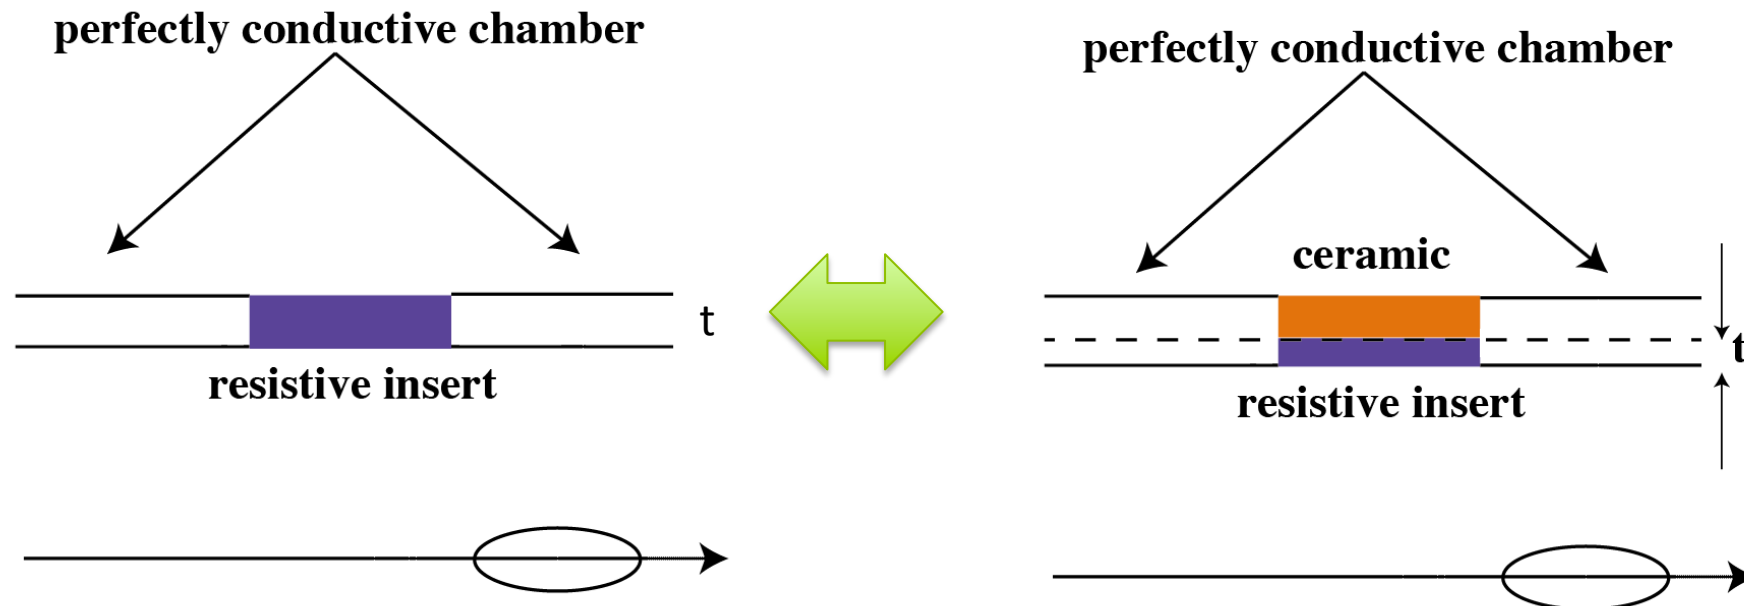 perfectly conductive chamber
t
resistive insert
perfectly conductive chamber
ceramic
t
resistive insert